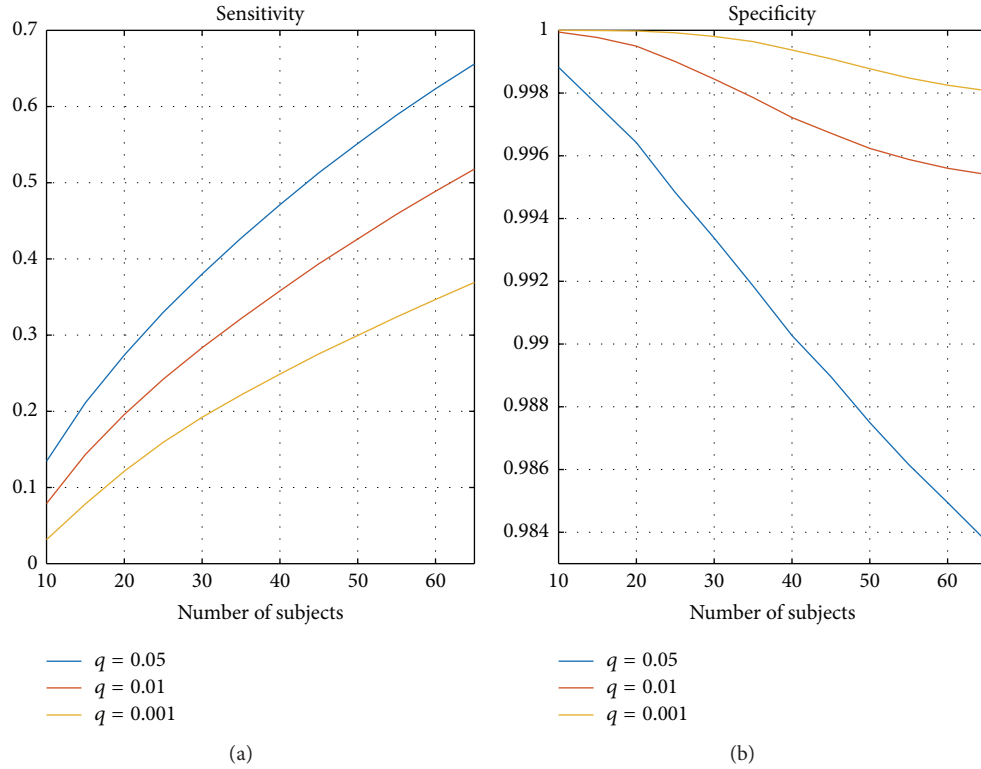 Sensitivity
0.7
0.6
0.5
0.4
0.3
0.2
0.1
0
10 20 30 40 50 60
Number of subjects
q = 0.05
q = 0.01
q = 0.001
(a)
Specificity
1
0.998
0.996
0.994
0.992
0.99
0.988
0.986
0.984
10 20 30 40 50 60
Number of subjects
q = 0.05
q = 0.01
q = 0.001
(b)